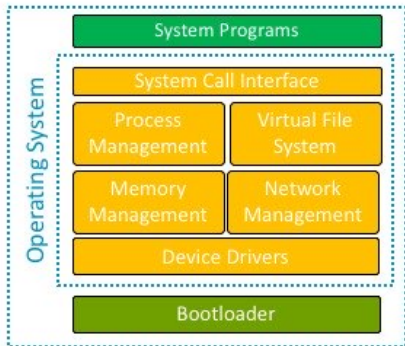 System Programs
Operating System
System Call Interface
Process
Management
Virtual File
System
Memory
Management
Network
Management
Device Drivers
Bootloader